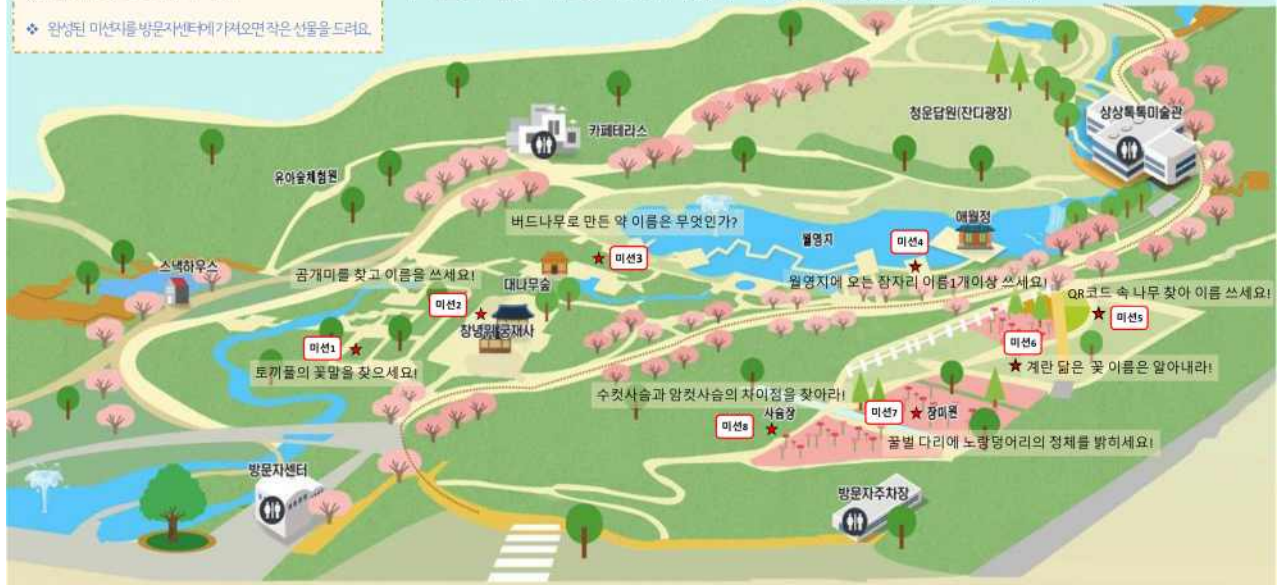 ❖ 완성된 미션지를 방문자센터에 가져오면 작은 선물을 드려요.
청운답원(잔디광장)
상상톡톡미술관
카페테라스
유아숲체험원
버드나무로 만든 약 이름은 무엇인가?
애월정
월영지
미션4
미션3
스낵하우스
곰개미를 찾고 이름을 쓰세요!
대나무숲
월영지에 오는 잠자리 이름1개이상 쓰세요!
QR코드 속 나무 찾아 이름 쓰세요!
미션2
창녕위궁재사
미션5
미션1
미션6
토끼풀의 꽃말을 찾으세요!
계란 닮은 꽃 이름은 알아내라!
수컷사슴과 암컷사슴의 차이점을 찾아라!
사슴장
미션7
장미원
미션8
꿀벌 다리에 노랑덩어리의 정체를 밝히세요!
방문자센터
방문자주차장